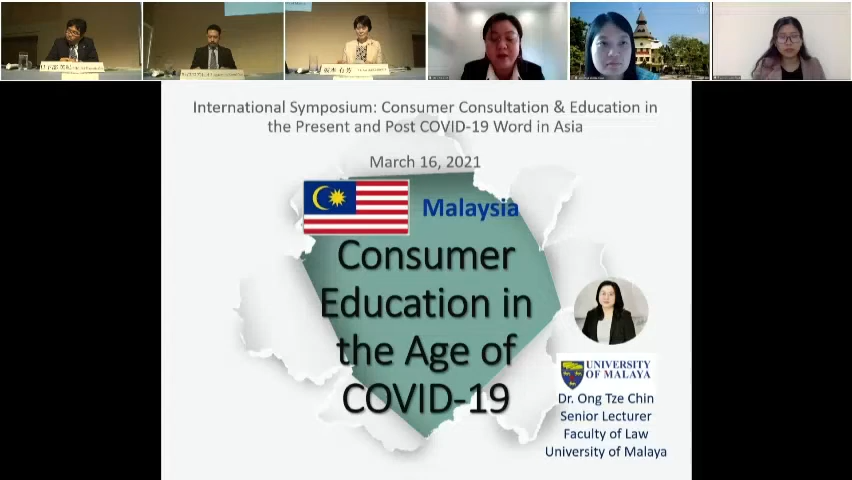 International Symposium: Consumer Consultation & Education in
the Present and Post COVID-19 Word in Asia
March 16, 2021
Malaysia
Consumer
Education in
the Age of
COVID-19
UNIVERSITY
OF MALAYA
Dr. Ong Tze Chin
Senior Lecturer
Faculty of Law
University of Malaya